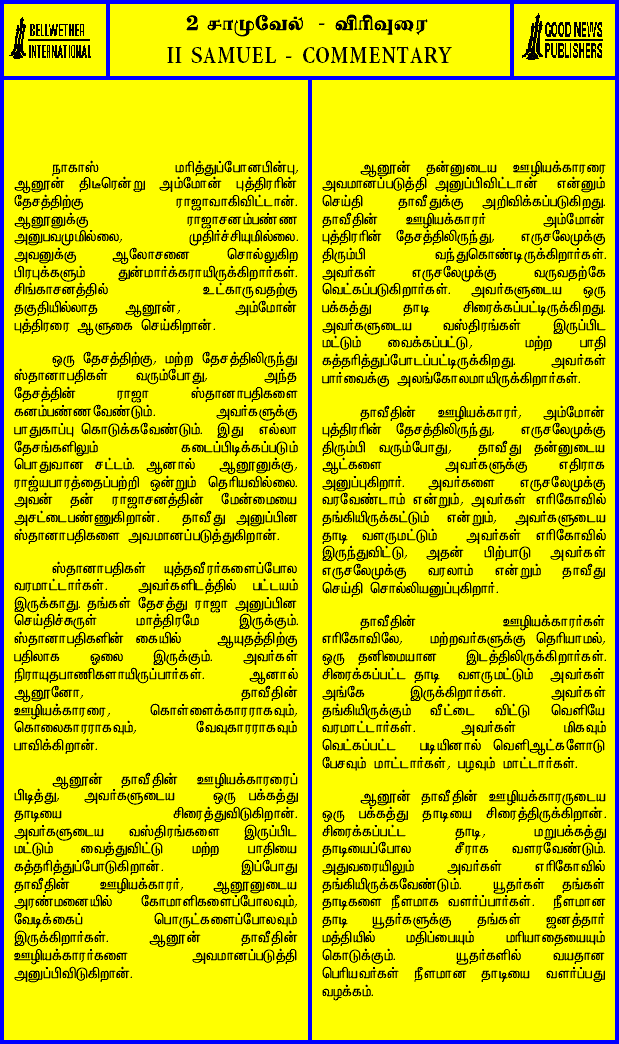 BELLWETHER
INTERNATIONAL
2 சாமுவேல் - விரிவுரை
II SAMUEL - COMMENTARY
GOOD NEWS
PUBLISHERS
நாகாஸ் மரித்துப்போனபின்பு,
ஆனூன் திடீரென்று அம்மோன் புத்திரரின்
தேசத்திற்கு ராஜாவாகிவிட்டான்.
ஆனூனுக்கு ராஜாசனம்பண்ண
அனுபவமுமில்லை, முதிர்ச்சியுமில்லை.
அவனுக்கு ஆலோசனை சொல்லுகிற
பிரபுக்களும் துன்மார்க்கராயிருக்கிறார்கள்.
சிங்காசனத்தில் உட்காருவதற்கு
தகுதியில்லாத ஆனூன், அம்மோன்
புத்திரரை ஆளுகை செய்கிறான்.
ஒரு தேசத்திற்கு, மற்ற தேசத்திலிருந்து
ஸ்தானாபதிகள் வரும்போது, அந்த
தேசத்தின் ராஜா ஸ்தானாபதிகளை
கனம்பண்ணவேண்டும். அவர்களுக்கு
பாதுகாப்பு கொடுக்கவேண்டும். இது எல்லா
தேசங்களிலும் கடைப்பிடிக்கப்படும்
பொதுவான சட்டம். ஆனால் ஆனூனுக்கு,
ராஜ்யபாரத்தைப்பற்றி ஒன்றும் தெரியவில்லை.
அவன் தன் ராஜாசனத்தின் மேன்மையை
அசட்டைபண்ணுகிறான். தாவீது அனுப்பின
ஸ்தானாபதிகளை அவமானப்படுத்துகிறான்.
ஸ்தானாபதிகள் யுத்தவீரர்களைப்போல
வரமாட்டார்கள். அவர்களிடத்தில் பட்டயம்
இருக்காது. தங்கள் தேசத்து ராஜா அனுப்பின
செய்திச்சுருள் மாத்திரமே இருக்கும்.
ஸ்தானாபதிகளின் கையில் ஆயுதத்திற்கு
பதிலாக ஓலை இருக்கும். அவர்கள்
நிராயுதபாணிகளாயிருப்பார்கள். ஆனால்
ஆனூனோ, தாவீதின்
ஊழியக்காரரை, கொள்ளைக்காரராகவும்,
கொலைகாரராகவும், வேவுகாரராகவும்
பாவிக்கிறான்.
ஆனூன் தாவீதின் ஊழியக்காரரைப்
பிடித்து, அவர்களுடைய ஒரு பக்கத்து
தாடியை சிரைத்துவிடுகிறான்.
அவர்களுடைய வஸ்திரங்களை இருப்பிட
மட்டும் வைத்துவிட்டு மற்ற பாதியை
கத்தரித்துப்போடுகிறான். இப்போது
தாவீதின் ஊழியக்காரர், ஆனூனுடைய
அரண்மனையில் கோமாளிகளைப்போலவும்,
வேடிக்கைப் பொருட்களைப்போலவும்
இருக்கிறார்கள். ஆனூன் தாவீதின்
ஊழியக்காரர்களை அவமானப்படுத்தி
அனுப்பிவிடுகிறான்.
ஆனூன் தன்னுடைய ஊழியக்காரரை
அவமானப்படுத்தி அனுப்பிவிட்டான் என்னும்
செய்தி தாவீதுக்கு அறிவிக்கப்படுகிறது.
தாவீதின் ஊழியக்காரர் அம்மோன்
புத்திரரின் தேசத்திலிருந்து, எருசலேமுக்கு
திரும்பி வந்துகொண்டிருக்கிறார்கள்.
அவர்கள் எருசலேமுக்கு வருவதற்கே
வெட்கப்படுகிறார்கள். அவர்களுடைய ஒரு
பக்கத்து தாடி சிரைக்கப்பட்டிருக்கிறது.
அவர்களுடைய வஸ்திரங்கள் இருப்பிட
மட்டும் வைக்கப்பட்டு, மற்ற பாதி
கத்தரித்துப்போடப்பட்டிருக்கிறது. அவர்கள்
பார்வைக்கு அலங்கோலமாயிருக்கிறார்கள்.
தாவீதின் ஊழியக்காரர், அம்மோன்
புத்திரரின் தேசத்திலிருந்து, எருசலேமுக்கு
திரும்பி வரும்போது, தாவீது தன்னுடைய
ஆட்களை அவர்களுக்கு எதிராக
அனுப்புகிறார். அவர்களை எருசலேமுக்கு
வரவேண்டாம் என்றும், அவர்கள் எரிகோவில்
தங்கியிருக்கட்டும் என்றும், அவர்களுடைய
தாடி வளருமட்டும் அவர்கள் எரிகோவில்
இருந்துவிட்டு, அதன் பிற்பாடு அவர்கள்
எருசலேமுக்கு வரலாம் என்றும் தாவீது
செய்தி சொல்லியனுப்புகிறார்.
தாவீதின் ஊழியக்காரர்கள்
எரிகோவிலே, மற்றவர்களுக்கு தெரியாமல்,
ஒரு தனிமையான இடத்திலிருக்கிறார்கள்.
சிரைக்கப்பட்ட தாடி வளருமட்டும் அவர்கள்
அங்கே இருக்கிறார்கள். அவர்கள்
தங்கியிருக்கும் வீட்டை விட்டு வெளியே
வரமாட்டார்கள். அவர்கள் மிகவும்
வெட்கப்பட்ட படியினால் வெளிஆட்களோடு
பேசவும் மாட்டார்கள், பழவும் மாட்டார்கள்.
ஆனூன் தாவீதின் ஊழியக்காரருடைய
ஒரு பக்கத்து தாடியை சிரைத்திருக்கிறான்.
சிரைக்கப்பட்ட தாடி, மறுபக்கத்து
தாடியைப்போல சீராக வளரவேண்டும்.
அதுவரையிலும் அவர்கள் எரிகோவில்
தங்கியிருக்கவேண்டும். யூதர்கள் தங்கள்
தாடிகளை நீளமாக வளர்ப்பார்கள். நீளமான
தாடி யூதர்களுக்கு தங்கள் ஜனத்தார்
மத்தியில் மதிப்பையும் மரியாதையையும்
கொடுக்கும். யூதர்களில் வயதான
பெரியவர்கள் நீளமான தாடியை வளர்ப்பது
வழக்கம்.